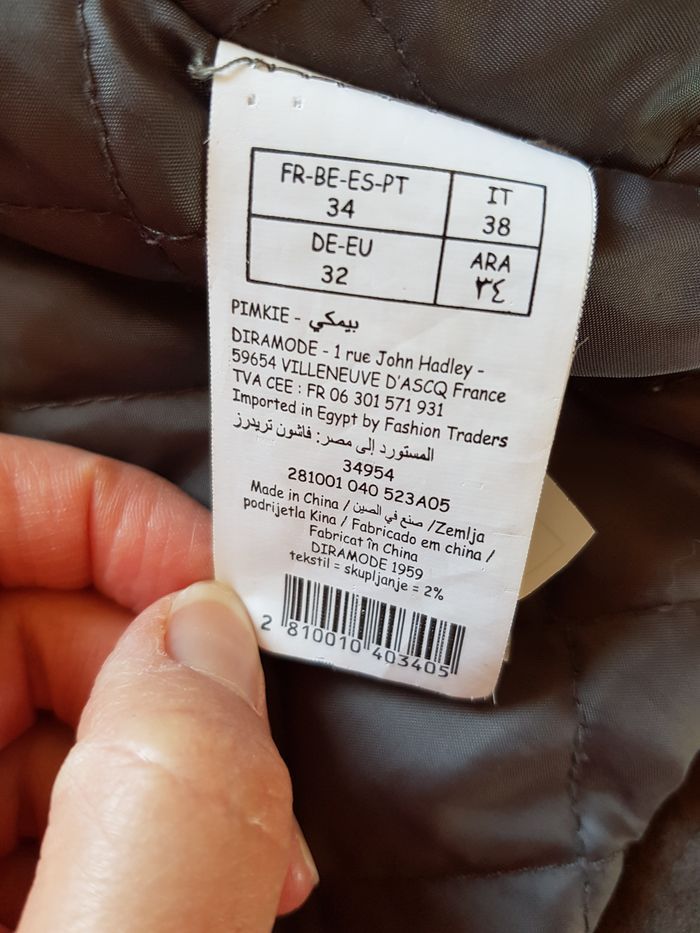 FR-BE-ES-PT
34
IT
38
DE-EU
32
ARA
٣٤
PIMKIE - بيمكي
DIRAMODE - 1 rue John Hadley -
59654 VILLENEUVE D'ASCQ France
TVA CEE : FR 06 301 571 931
Imported in Egypt by Fashion Traders
المستورد إلى مصر: فاشون تريدرز
34954
281001 040 523A05
Made in China / صنع في الصين /Zemlja
podrijetla Kina / Fabricado em china /
Fabricat în China
DIRAMODE 1959
tekstil = skupljanje = 2%
2 810010 403405